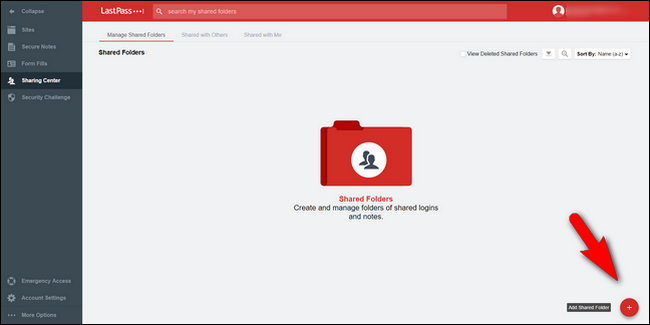 Collapse
LastPass
search my shared folders
Sites
Secure Notes
Form Fills
Sharing Center
Security Challenge
Emergency Access
Account Settings
More Options
Manage Shared Folders
Shared with Others
Shared with Me
Shared Folders
View Deleted Shared Folders
Sort By: Name (a-z)
Shared Folders
Create and manage folders of shared logins
and notes.
Add Shared Folder